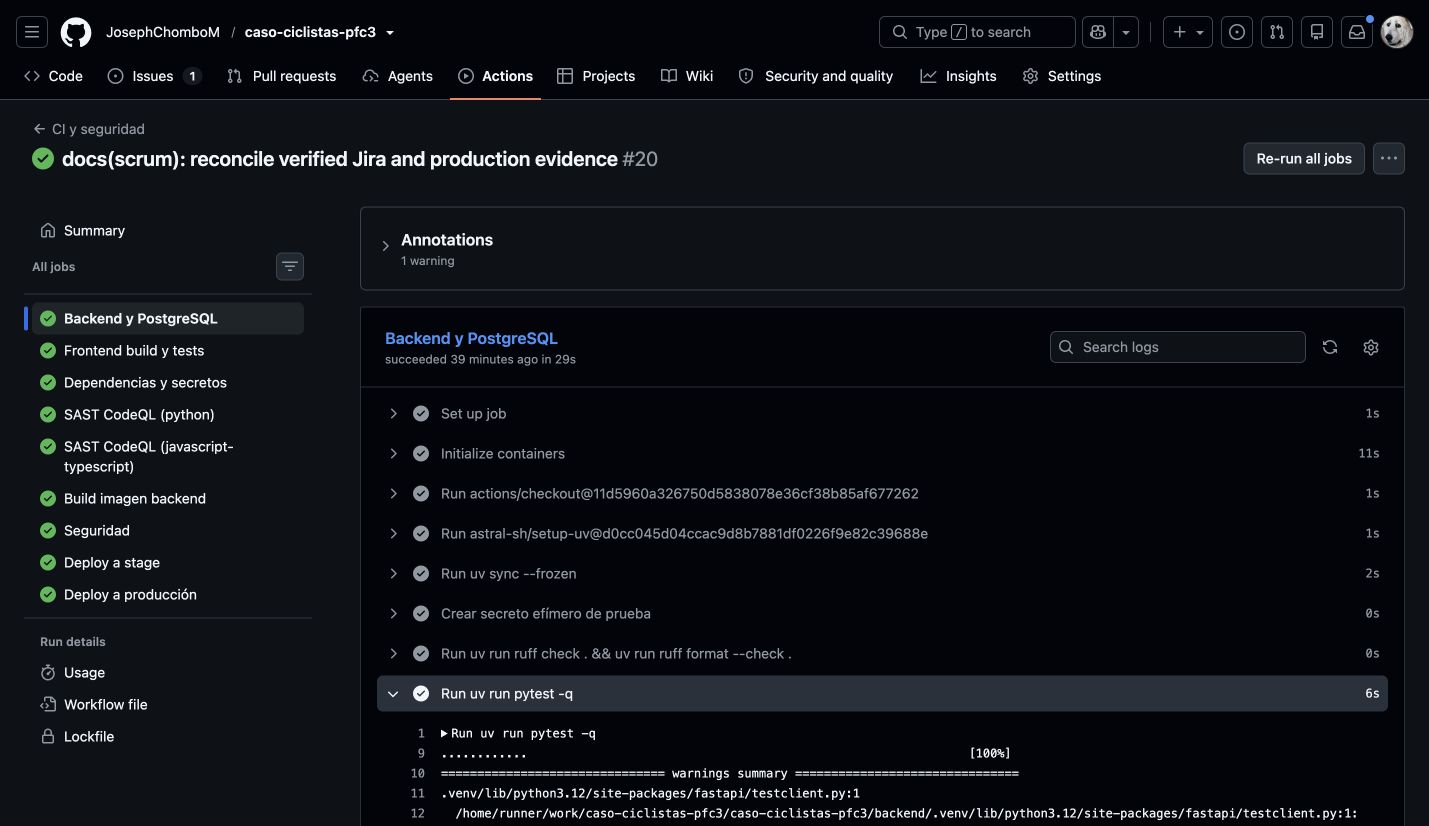 JosephChomboM / caso-ciclistas-pfc3
Type / to search
Code
Issues 1
Pull requests
Agents
Actions
Projects
Wiki
Security and quality
Insights
Settings
← CI y seguridad
docs(scrum): reconcile verified Jira and production evidence #20
Re-run all jobs
Summary
All jobs
Backend y PostgreSQL
Frontend build y tests
Dependencias y secretos
SAST CodeQL (python)
SAST CodeQL (javascript-
typescript)
Build imagen backend
Seguridad
Deploy a stage
Deploy a producción
Run details
Usage
Workflow file
Lockfile
Annotations
1 warning
Backend y PostgreSQL
succeeded 39 minutes ago in 29s
Search logs
Set up job 1s
Initialize containers 11s
Run actions/checkout@11d5960a326750d5838078e36cf38b85af677262 1s
Run astral-sh/setup-uv@d0cc045d04ccac9d8b7881df0226f9e82c39688e 1s
Run uv sync --frozen 2s
Crear secreto efímero de prueba 0s
Run uv run ruff check . && uv run ruff format --check . 0s
Run uv run pytest -q 6s
1 Run uv run pytest -q
9 ............ [100%]
10 =============================== warnings summary ===============================
11 .venv/lib/python3.12/site-packages/fastapi/testclient.py:1
12 /home/runner/work/caso-ciclistas-pfc3/caso-ciclistas-pfc3/backend/.venv/lib/python3.12/site-packages/fastapi/testclient.py:1: